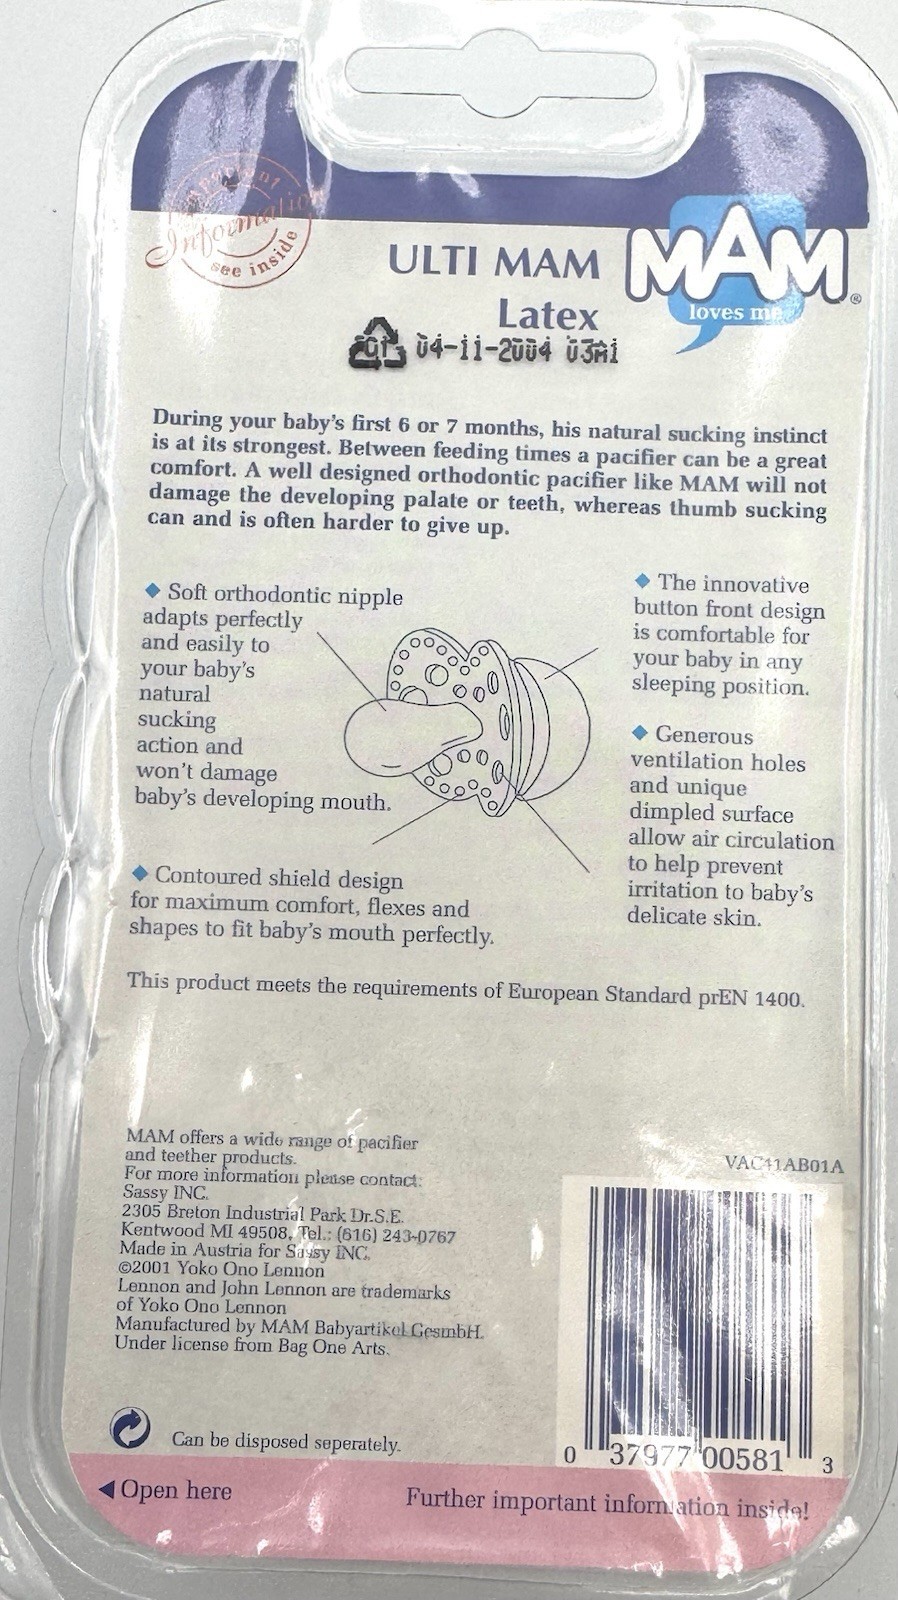 Important
Information
see inside
ULTI MAM
Latex
MAM
loves me
04-11-2004 03A1
During your baby's first 6 or 7 months, his natural sucking instinct
is at its strongest. Between feeding times a pacifier can be a great
comfort. A well designed orthodontic pacifier like MAM will not
damage the developing palate or teeth, whereas thumb sucking
can and is often harder to give up.
◆ Soft orthodontic nipple
adapts perfectly
and easily to
your baby's
natural
sucking
action and
won't damage
baby's developing mouth.
◆ The innovative
button front design
is comfortable for
your baby in any
sleeping position.
◆ Generous
ventilation holes
and unique
dimpled surface
allow air circulation
to help prevent
irritation to baby's
delicate skin.
◆ Contoured shield design
for maximum comfort, flexes and
shapes to fit baby's mouth perfectly.
This product meets the requirements of European Standard prEN 1400.
MAM offers a wide range of pacifier
and teether products.
For more information please contact:
Sassy INC.
2305 Breton Industrial Park Dr.S.E.
Kentwood MI 49508, Tel.: (616) 243-0767
Made in Austria for Sassy INC.
©2001 Yoko Ono Lennon
Lennon and John Lennon are trademarks
of Yoko Ono Lennon
Manufactured by MAM Babyartikel GesmbH.
Under license from Bag One Arts.
VAC41AB01A
0 37977 00581 3
Can be disposed seperately.
◀ Open here
Further important information inside!